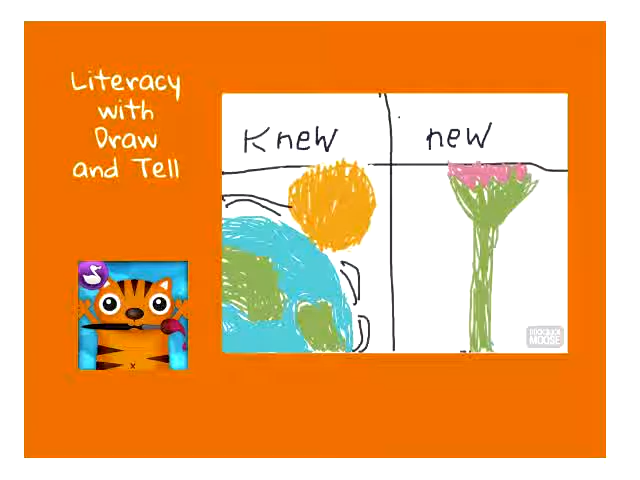 Literacy
with
Draw
and Tell
Knew
new
DUCK DUCK
MOOSE